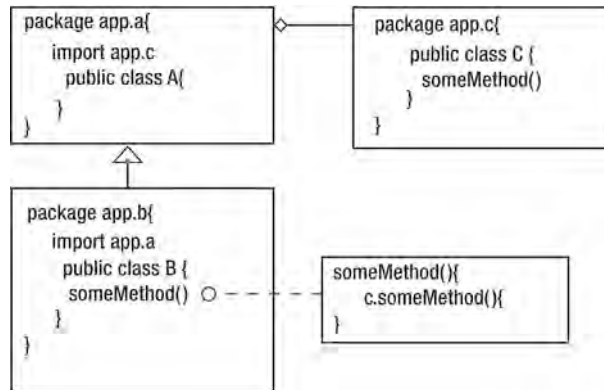 package app.a{
import app.c
public class A{
}
}
package app.c{
public class C {
someMethod()
}
}
package app.b{
import app.a
public class B {
someMethod()
}
}
someMethod(){
c.someMethod(){
}